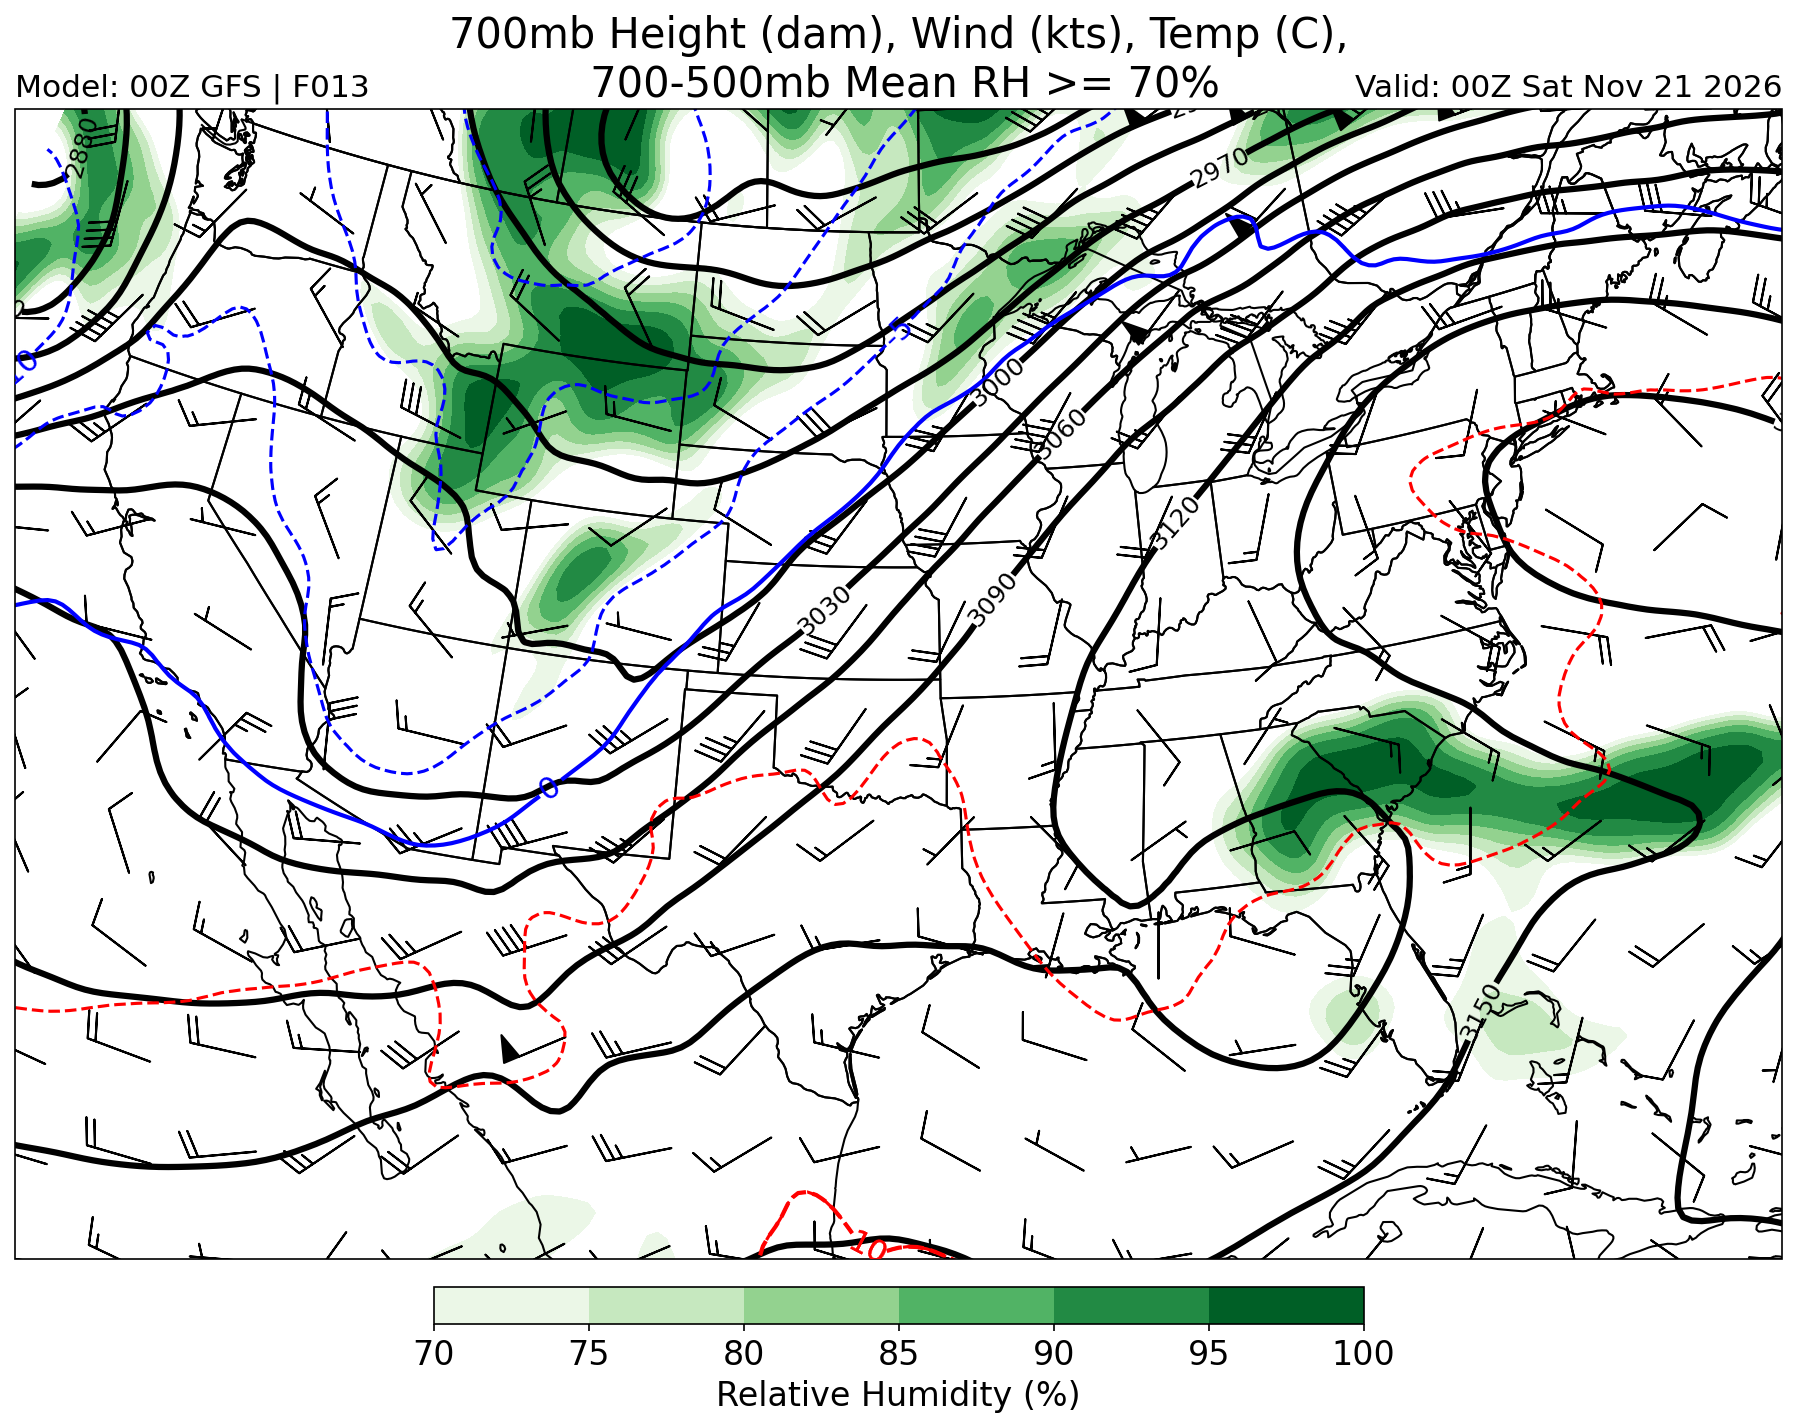 700mb Height (dam), Wind (kts), Temp (C),
700-500mb Mean RH >= 70%
Model: 00Z GFS | F013
Valid: 00Z Sat Nov 21 2026
2880
2970
-5
3000
3060
3120
3030
3090
0
3150
10
70 75 80 85 90 95 100
Relative Humidity (%)